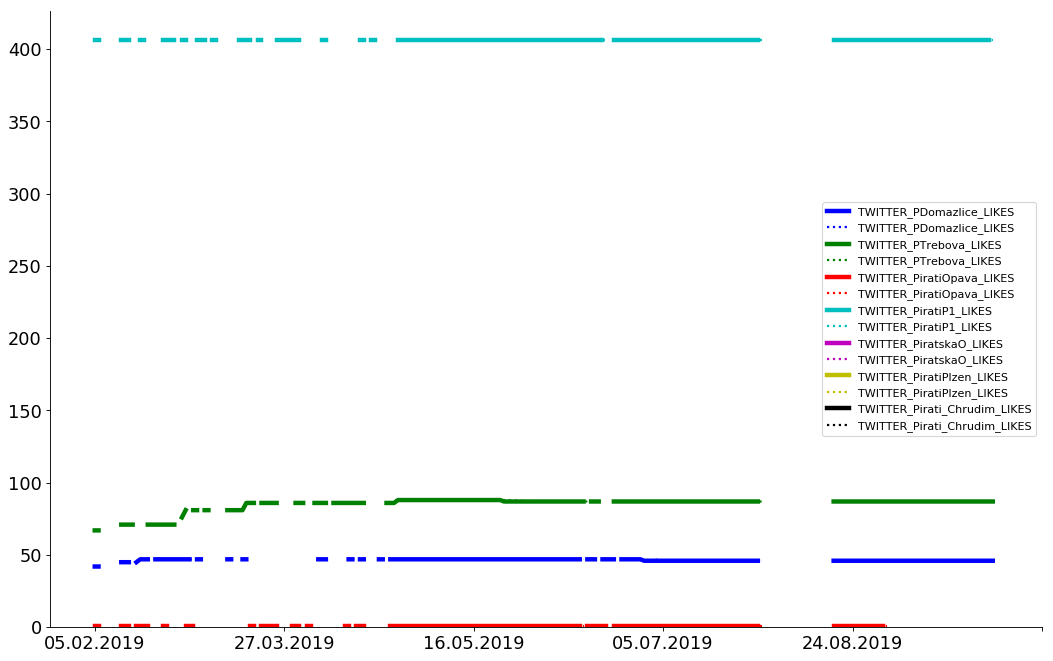 400
350
300
250
200
150
100
50
0
05.02.2019
27.03.2019
16.05.2019
05.07.2019
24.08.2019
TWITTER_PDomazlice_LIKES
TWITTER_PDomazlice_LIKES
TWITTER_PTrebova_LIKES
TWITTER_PTrebova_LIKES
TWITTER_PiratiOpava_LIKES
TWITTER_PiratiOpava_LIKES
TWITTER_PiratiP1_LIKES
TWITTER_PiratiP1_LIKES
TWITTER_PiratskaO_LIKES
TWITTER_PiratskaO_LIKES
TWITTER_PiratiPlzen_LIKES
TWITTER_PiratiPlzen_LIKES
TWITTER_Pirati_Chrudim_LIKES
TWITTER_Pirati_Chrudim_LIKES